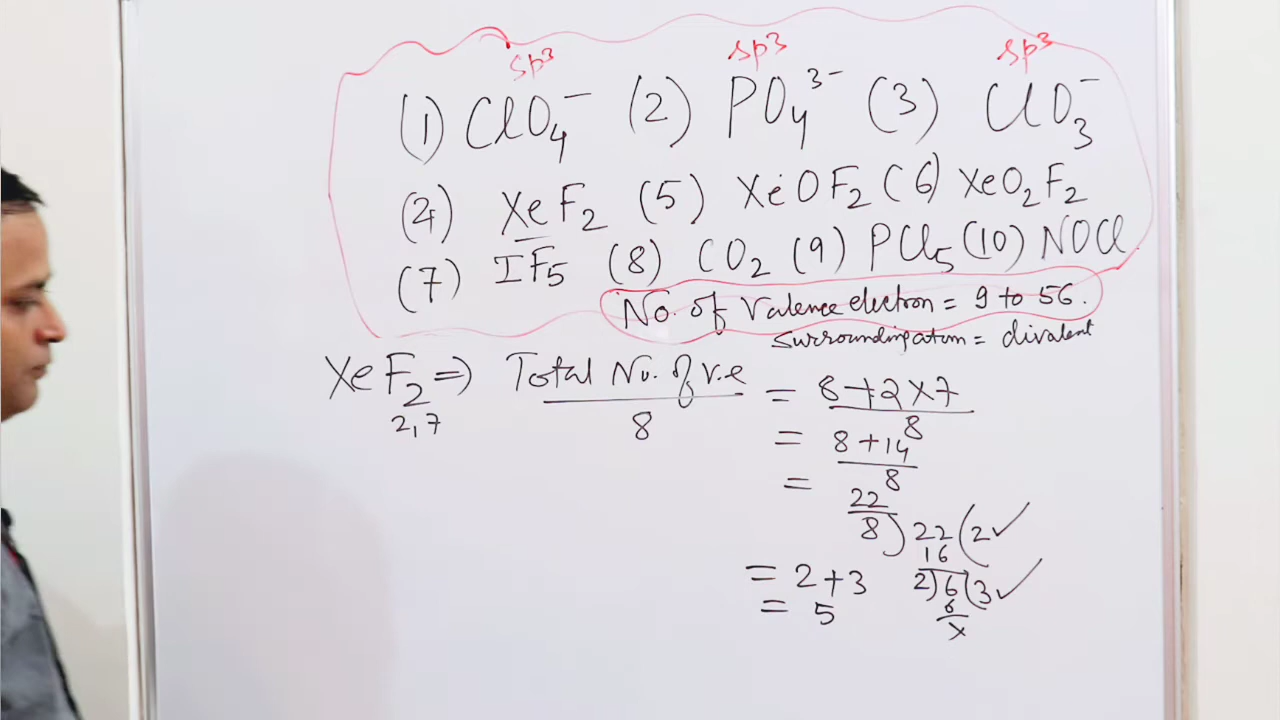 sp3 sp3 sp3
(1) ClO4^- (2) PO4^3- (3) ClO3^-
(4) XeF2 (5) XeOF2 (6) XeO2F2
(7) IF5 (8) CO2 (9) PCl5 (10) NOCl
No. of Valence electron = 9 to 56.
surrounding atom = divalent
XeF2 => Total No. of v.e / 8 = 8+2×7 / 8
2,7
= 8+14 / 8
= 22 / 8
8)22(2✓
16
= 2+3 2)6(3✓
6
= 5 x